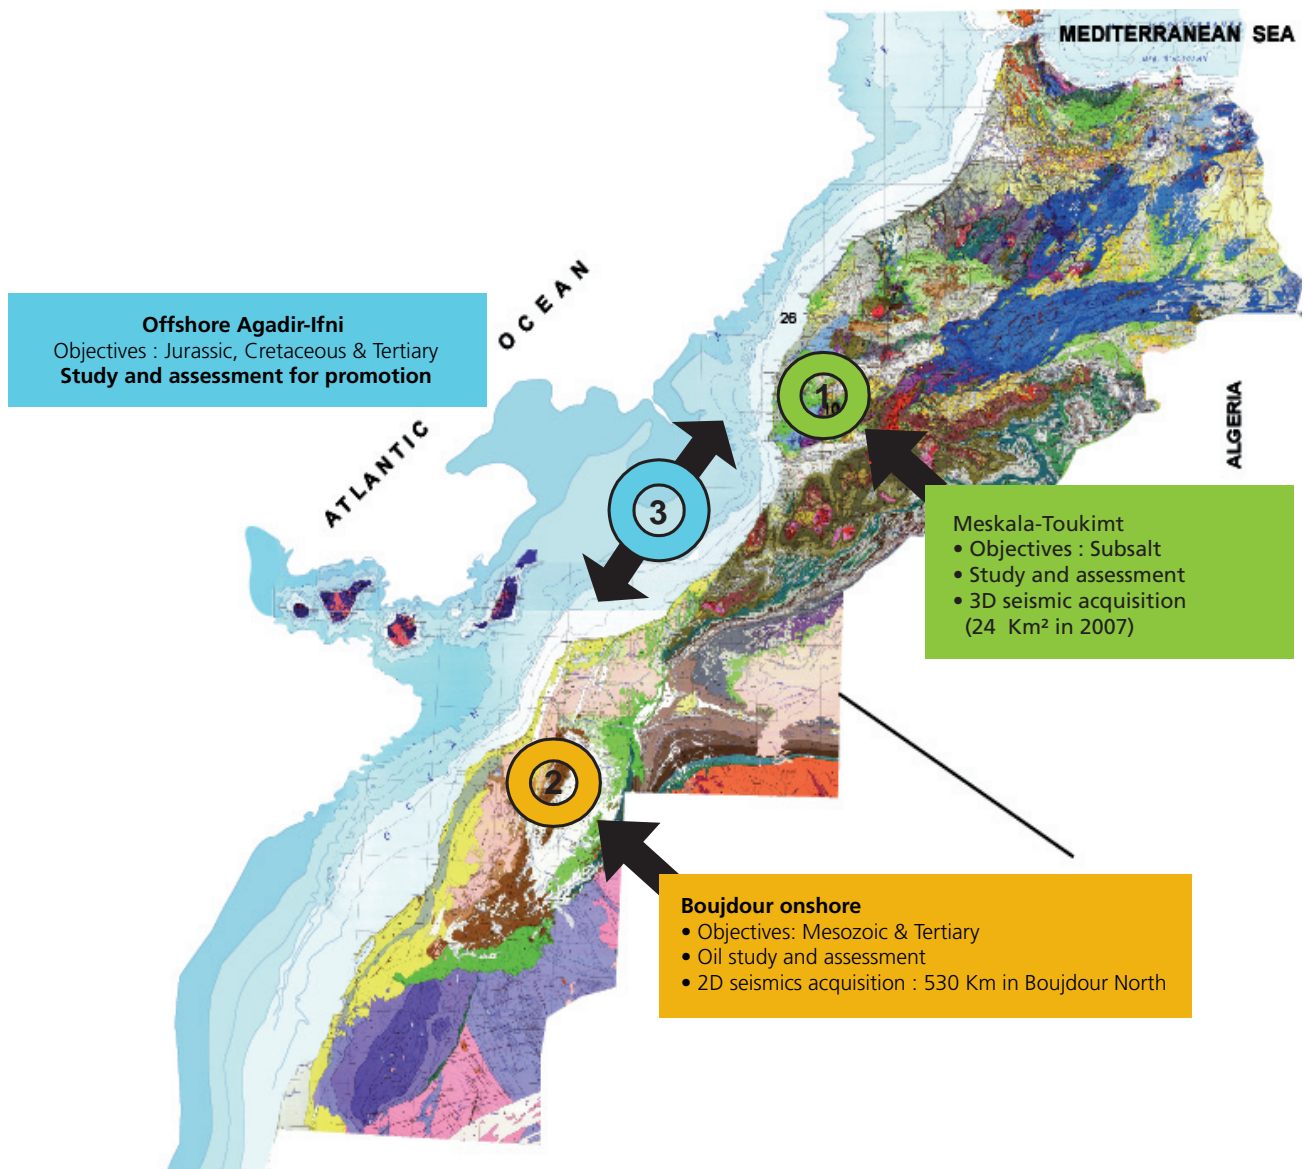 MEDITERRANEAN SEA
OCEAN
ATLANTIC
ALGERIA
26
Offshore Agadir-Ifni
Objectives : Jurassic, Cretaceous & Tertiary
Study and assessment for promotion
1
10
3
2
Meskala-Toukimt
• Objectives : Subsalt
• Study and assessment
• 3D seismic acquisition
(24 Km² in 2007)
Boujdour onshore
• Objectives: Mesozoic & Tertiary
• Oil study and assessment
• 2D seismics acquisition : 530 Km in Boujdour North